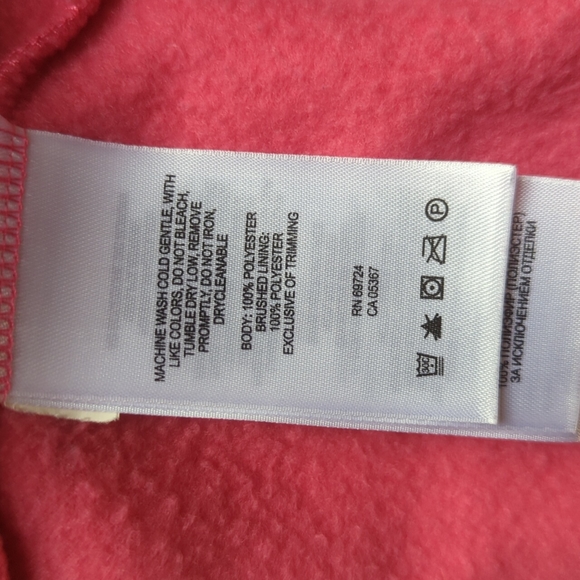 MACHINE WASH COLD GENTLE, WITH
LIKE COLORS, DO NOT BLEACH,
TUMBLE DRY LOW, REMOVE
PROMPTLY, DO NOT IRON,
DRYCLEANABLE
BODY: 100% POLYESTER
BRUSHED LINING:
100% POLYESTER
EXCLUSIVE OF TRIMMING
RN 69724
CA 05367
30C
P
100% ПОЛИЭФИР (ПОЛИЭСТЕР)
ЗА ИСКЛЮЧЕНИЕМ ОТДЕЛКИ